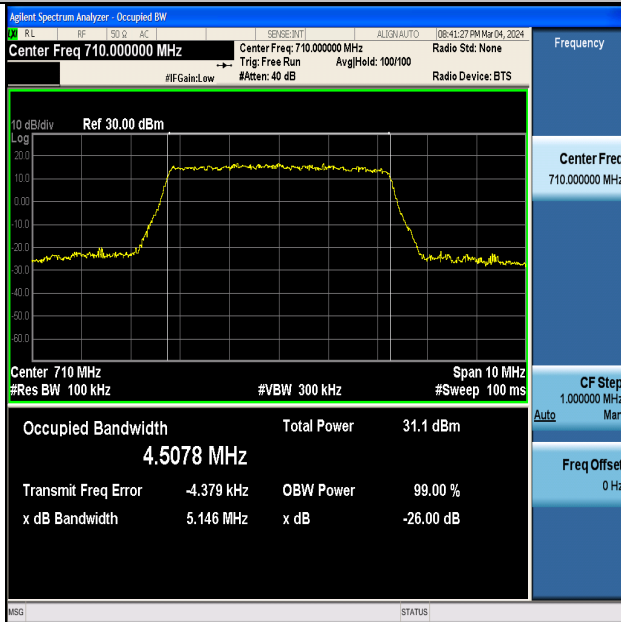 Agilent Spectrum Analyzer - Occupied BW
LXI RL RF 50 Ω AC SENSE:INT ALIGN AUTO 08:41:27 PM Mar 04, 2024
Center Freq 710.000000 MHz
Center Freq: 710.000000 MHz Radio Std: None
Trig: Free Run Avg|Hold: 100/100
#IFGain:Low #Atten: 40 dB Radio Device: BTS
Frequency
10 dB/div Ref 30.00 dBm
Log
20.0
10.0
0.00
-10.0
-20.0
-30.0
-40.0
-50.0
-60.0
Center 710 MHz Span 10 MHz
#Res BW 100 kHz #VBW 300 kHz #Sweep 100 ms
Occupied Bandwidth Total Power 31.1 dBm
4.5078 MHz
Transmit Freq Error -4.379 kHz OBW Power 99.00 %
x dB Bandwidth 5.146 MHz x dB -26.00 dB
Center Freq
710.000000 MHz
CF Step
1.000000 MHz
Auto Man
Freq Offset
0 Hz
MSG STATUS